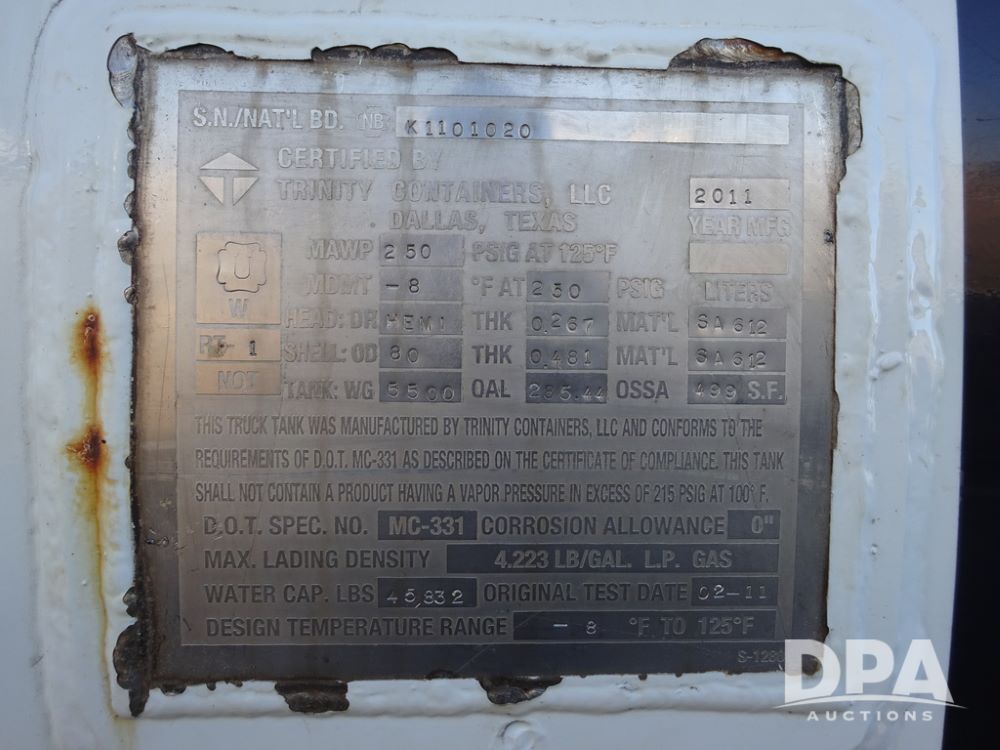 S.N./NAT'L BD. NB K1101020
CERTIFIED BY
TRINITY CONTAINERS, LLC 2011
DALLAS, TEXAS YEAR MFG
MAWP 250 PSIG AT 125°F
U MDMT -8 °F AT 250 PSIG LITERS
W HEAD: DR HEMI THK 0.267 MAT'L SA612
RT- 1 SHELL: OD 80 THK 0.481 MAT'L SA612
NOT TANK: WG 5500 OAL OSSA 499 S.F.
THIS TRUCK TANK WAS MANUFACTURED BY TRINITY CONTAINERS, LLC AND CONFORMS TO THE
REQUIREMENTS OF D.O.T. MC-331 AS DESCRIBED ON THE CERTIFICATE OF COMPLIANCE. THIS TANK
SHALL NOT CONTAIN A PRODUCT HAVING A VAPOR PRESSURE IN EXCESS OF 215 PSIG AT 100° F.
D.O.T. SPEC. NO. MC-331 CORROSION ALLOWANCE 0"
MAX. LADING DENSITY 4.223 LB/GAL. L.P. GAS
WATER CAP. LBS 45,832 ORIGINAL TEST DATE 02-11
DESIGN TEMPERATURE RANGE -8 °F TO 125°F
DPA
AUCTIONS